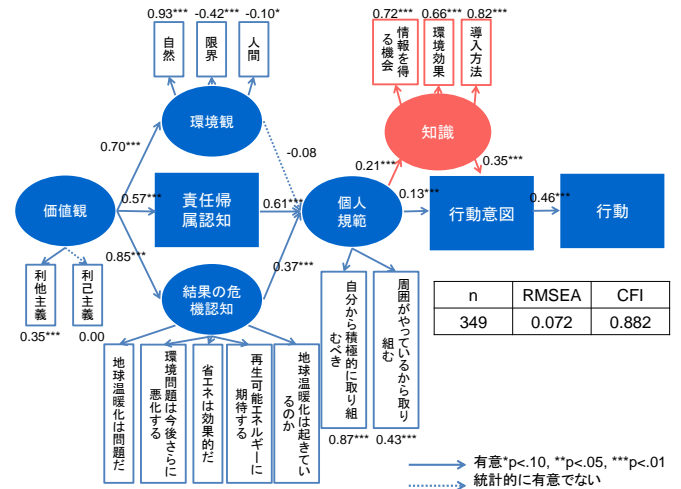 0.93***
-0.42***
-0.10*
自然
限界
人間
0.72***
0.66***
0.82***
情報を得
る機会
環境効果
導入方法
環境観
知識
0.70***
-0.08
0.21***
0.35***
価値観
0.57***
責任帰
属認知
0.61***
個人
規範
0.13***
行動意図
0.46***
行動
0.85***
0.37***
利他主義
利己主義
0.35***
0.00
結果の危
機認知
地球温暖化は問題だ
環境問題は今後さらに
悪化する
省エネは効果的だ
再生可能エネルギーに
期待する
地球温暖化は起きてい
るのか
自分から積極的に取り組
むべき
周囲がやっているから取り
組む
0.87***
0.43***
n
RMSEA
CFI
349
0.072
0.882
有意*p<.10, **p<.05, ***p<.01
統計的に有意でない